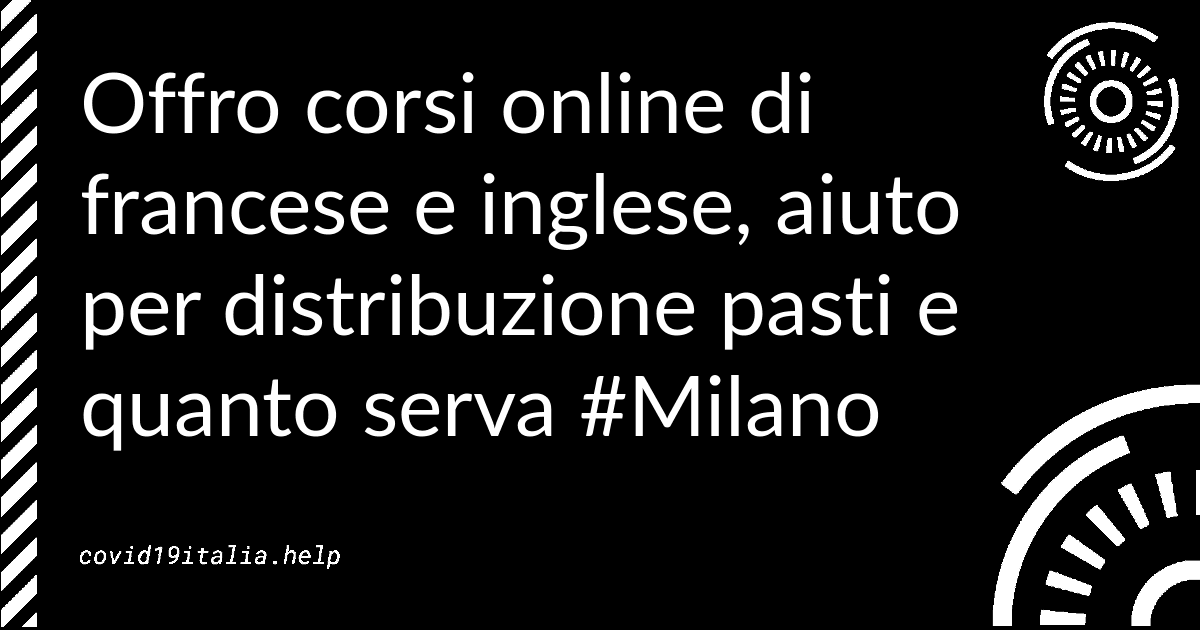 Offro corsi online di
francese e inglese, aiuto
per distribuzione pasti e
quanto serva #Milano
covid19italia.help